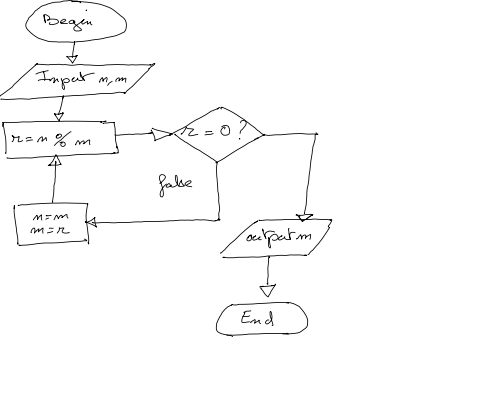 Begin
Input n, m
r = n % m
r = 0 ?
false
n = m
m = r
output m
End